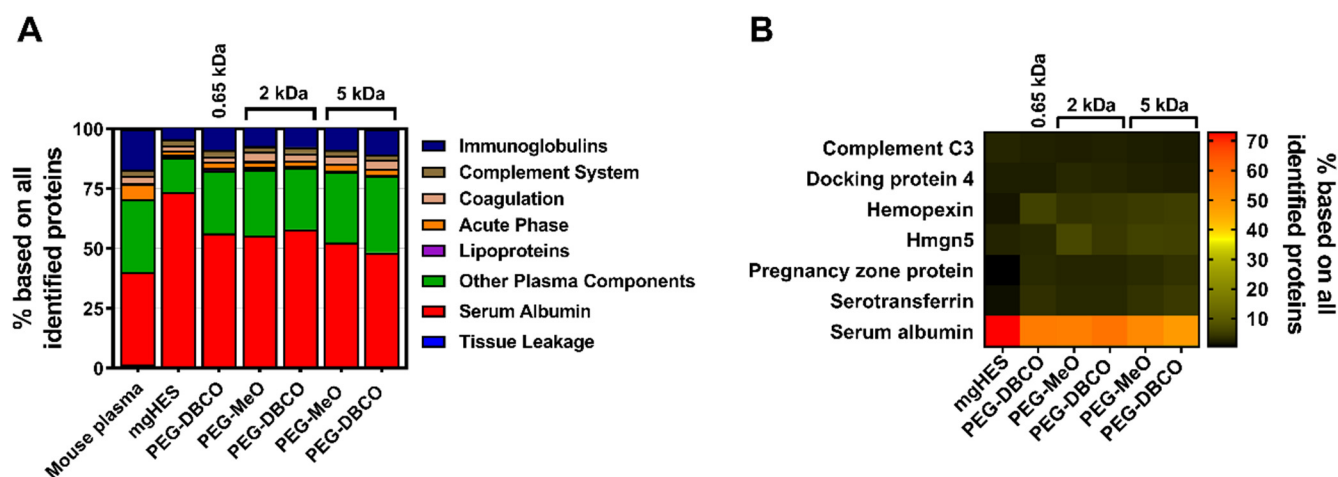 A
% based on all
identified proteins
100
75
50
25
0
0.65 kDa
2 kDa
5 kDa
Mouse plasma
mgHES
PEG-DBCO
PEG-MeO
PEG-DBCO
PEG-MeO
PEG-DBCO
Immunoglobulins
Complement System
Coagulation
Acute Phase
Lipoproteins
Other Plasma Components
Serum Albumin
Tissue Leakage
B
0.65 kDa
2 kDa
5 kDa
Complement C3
Docking protein 4
Hemopexin
Hmgn5
Pregnancy zone protein
Serotransferrin
Serum albumin
mgHES
PEG-DBCO
PEG-MeO
PEG-DBCO
PEG-MeO
PEG-DBCO
70
60
50
40
30
20
10
% based on all
identified proteins